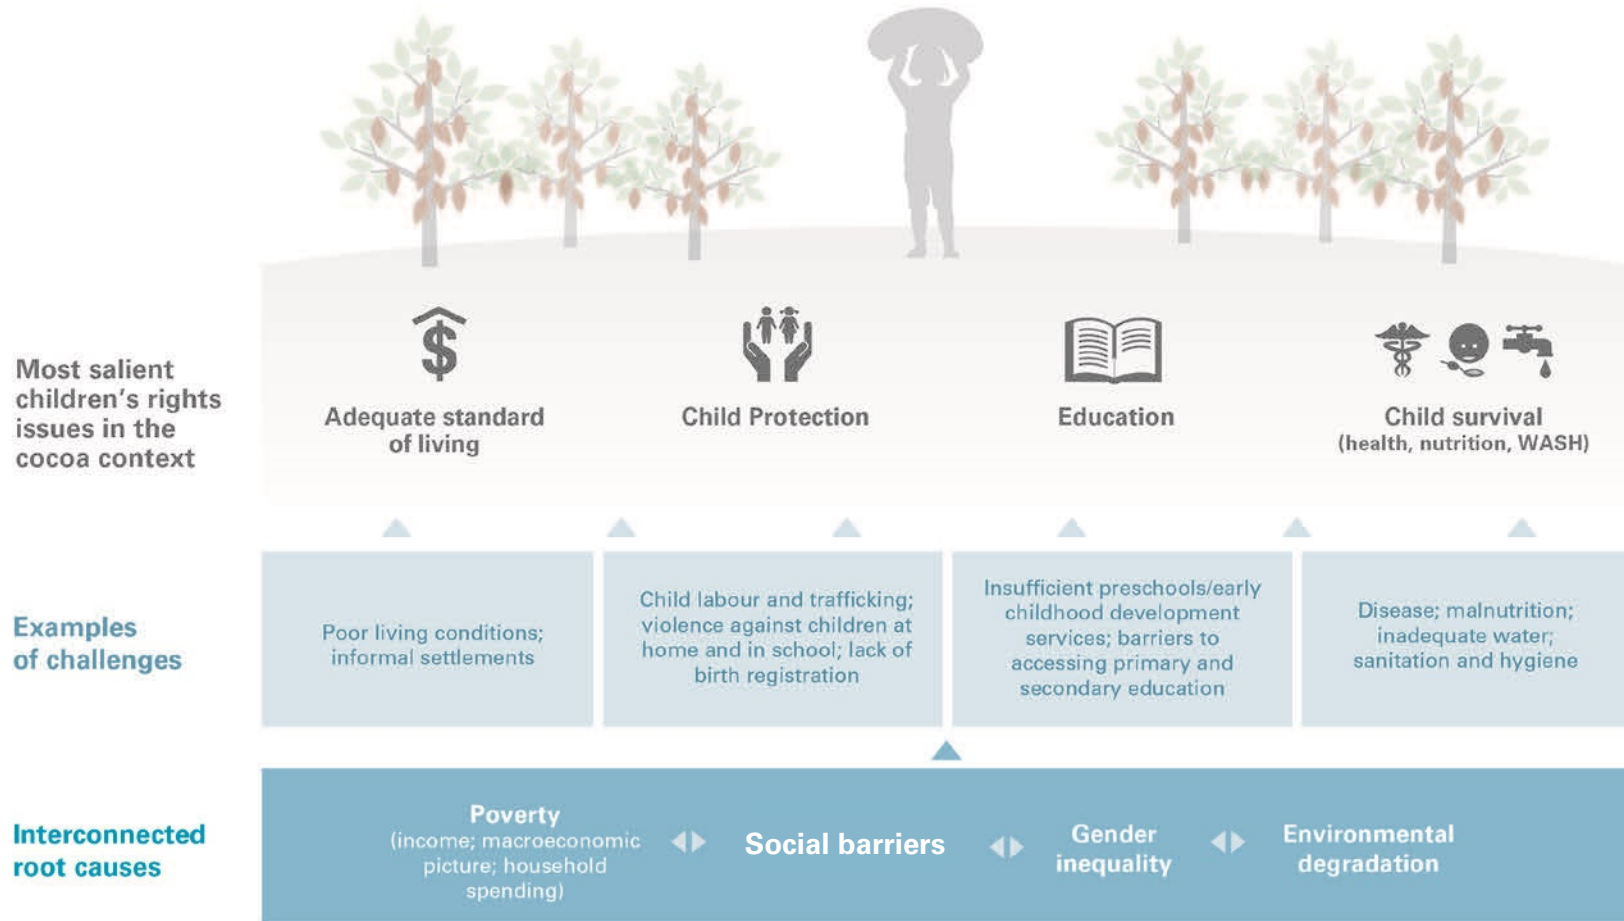 Most salient
children's rights
issues in the
cocoa context
$
Adequate standard
of living
Child Protection
Education
Child survival
(health, nutrition, WASH)
Examples
of challenges
Poor living conditions;
informal settlements
Child labour and trafficking;
violence against children at
home and in school; lack of
birth registration
Insufficient preschools/early
childhood development
services; barriers to
accessing primary and
secondary education
Disease; malnutrition;
inadequate water;
sanitation and hygiene
Interconnected
root causes
Poverty
(income; macroeconomic
picture; household
spending)
Social barriers
Gender
inequality
Environmental
degradation